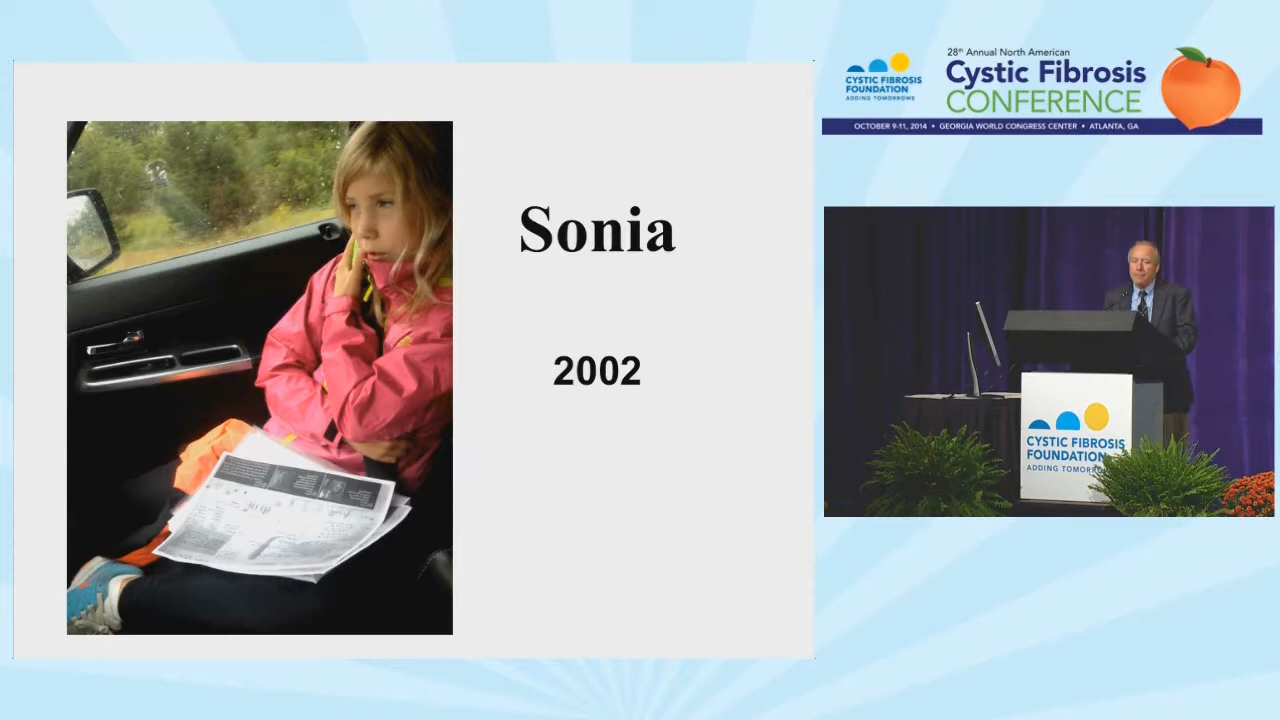 Sonia
2002
CYSTIC FIBROSIS
FOUNDATION
ADDING TOMORROWS
28th Annual North American
Cystic Fibrosis
CONFERENCE
OCTOBER 9-11, 2014 • GEORGIA WORLD CONGRESS CENTER • ATLANTA, GA
CYSTIC FIBROSIS
FOUNDATION
ADDING